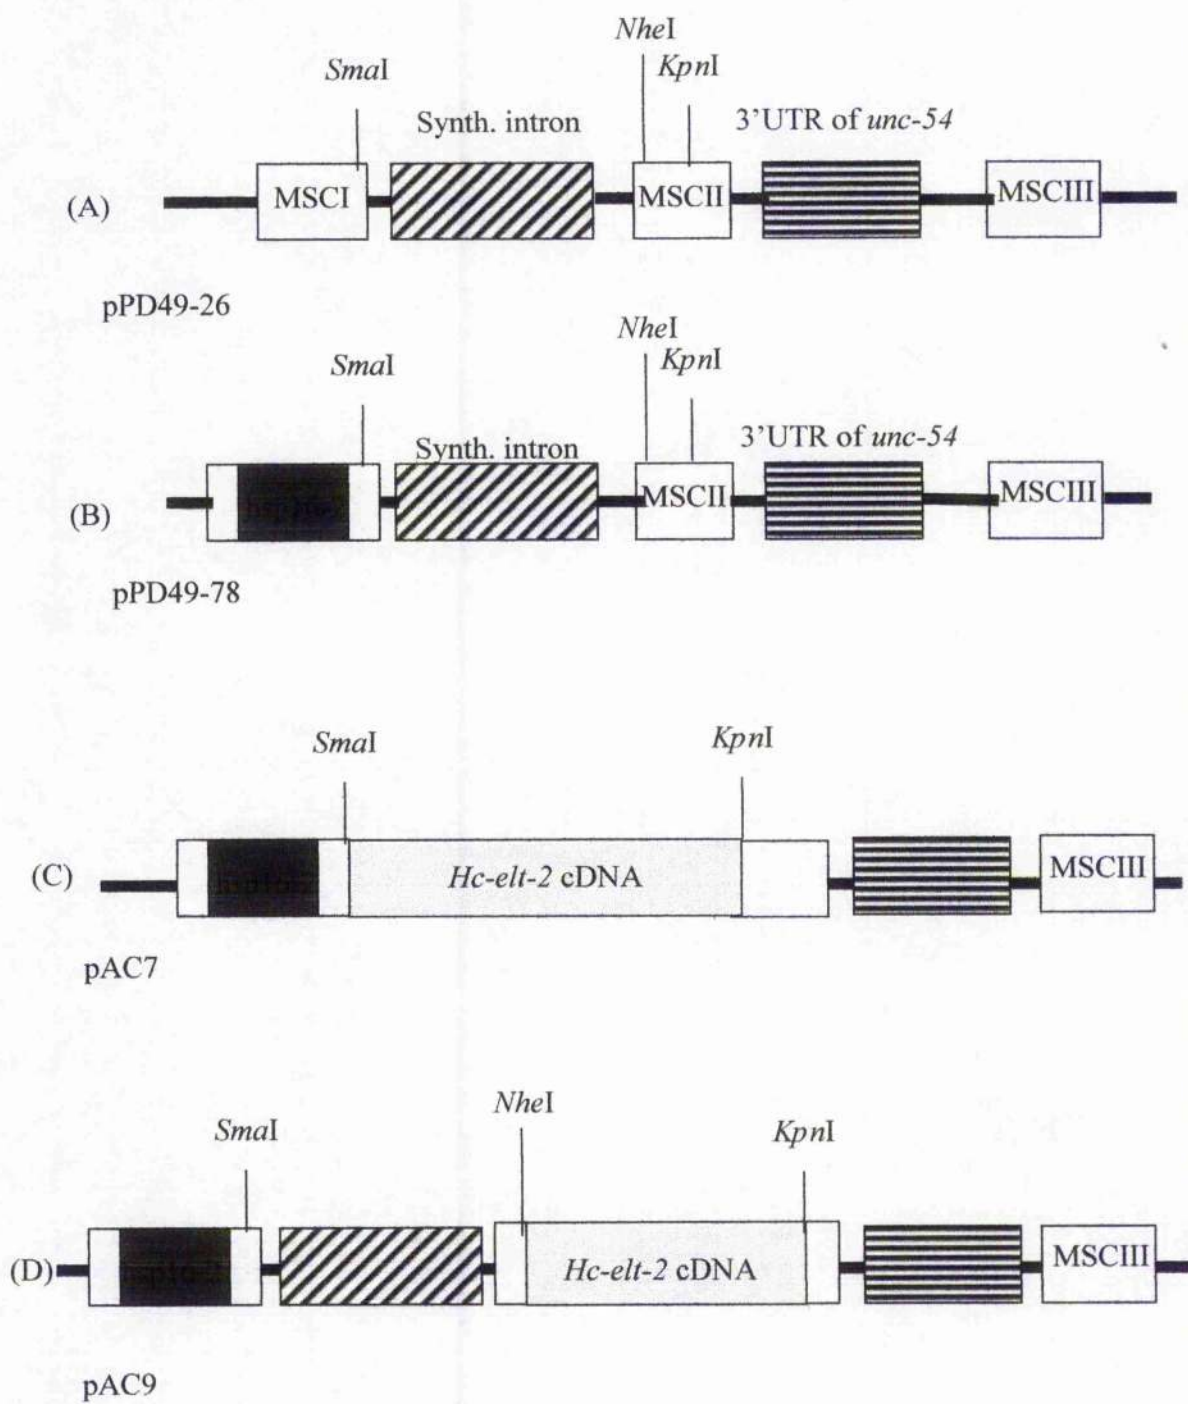 NheI
SmaI
KpnI
Synth. intron
3'UTR of unc-54
(A)
MSCI
MSCII
MSCIII
pPD49-26
NheI
SmaI
KpnI
Synth. intron
3'UTR of unc-54
(B)
MSCII
MSCIII
pPD49-78
SmaI
KpnI
(C)
Hc-elt-2 cDNA
MSCIII
pAC7
NheI
SmaI
KpnI
(D)
Hc-elt-2 cDNA
MSCIII
pAC9